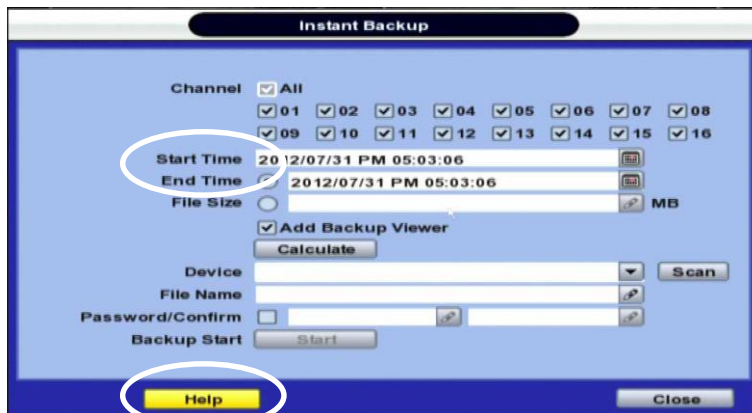 Instant Backup
Channel All
01 02 03 04 05 06 07 08
09 10 11 12 13 14 15 16
Start Time 2012/07/31 PM 05:03:06
End Time 2012/07/31 PM 05:03:06
File Size MB
Add Backup Viewer
Calculate
Device Scan
File Name
Password/Confirm
Backup Start Start
Help Close